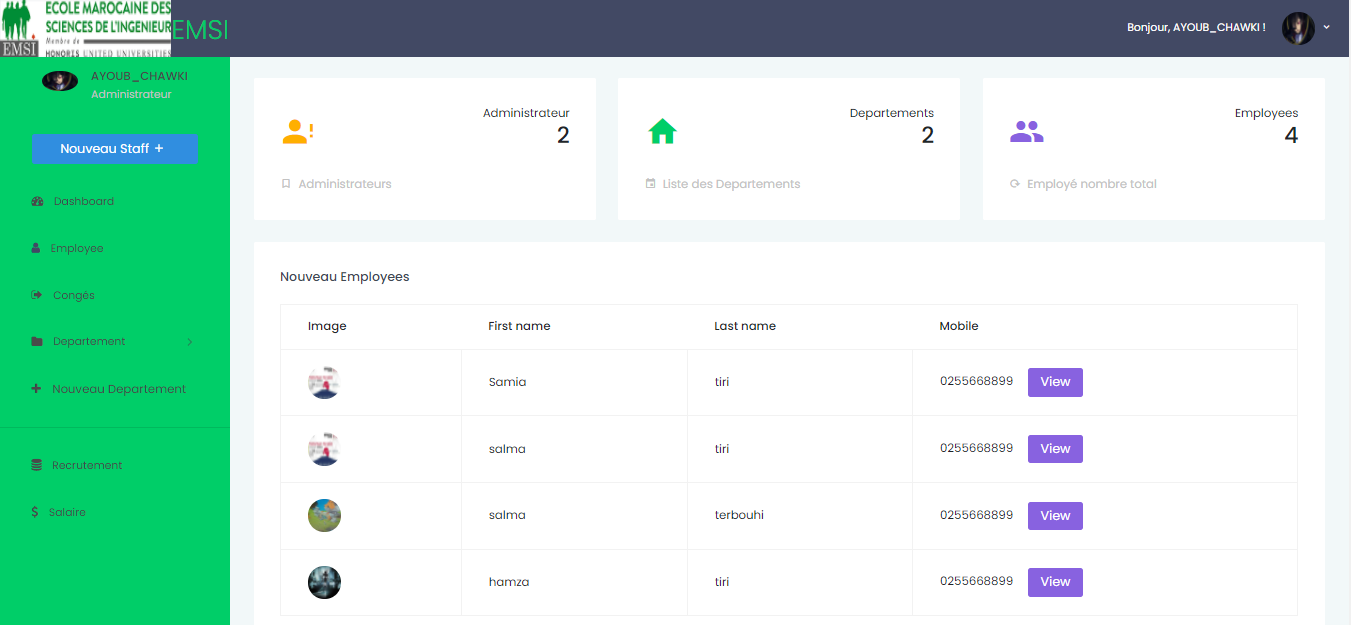 ECOLE MAROCAINE DES
SCIENCES DE L'INGENIEUR
Membre de
EMSI
HONORIS UNITED UNIVERSITIES
EMSI
Bonjour, AYOUB_CHAWKI !
AYOUB_CHAWKI
Administrateur
Nouveau Staff +
Dashboard
Employee
Congés
Departement
Nouveau Departement
Recrutement
Salaire
Administrateur
2
Administrateurs
Departements
2
Liste des Departements
Employees
4
Employé nombre total
Nouveau Employees
Image First name Last name Mobile
Samia tiri 0255668899 View
salma tiri 0255668899 View
salma terbouhi 0255668899 View
hamza tiri 0255668899 View